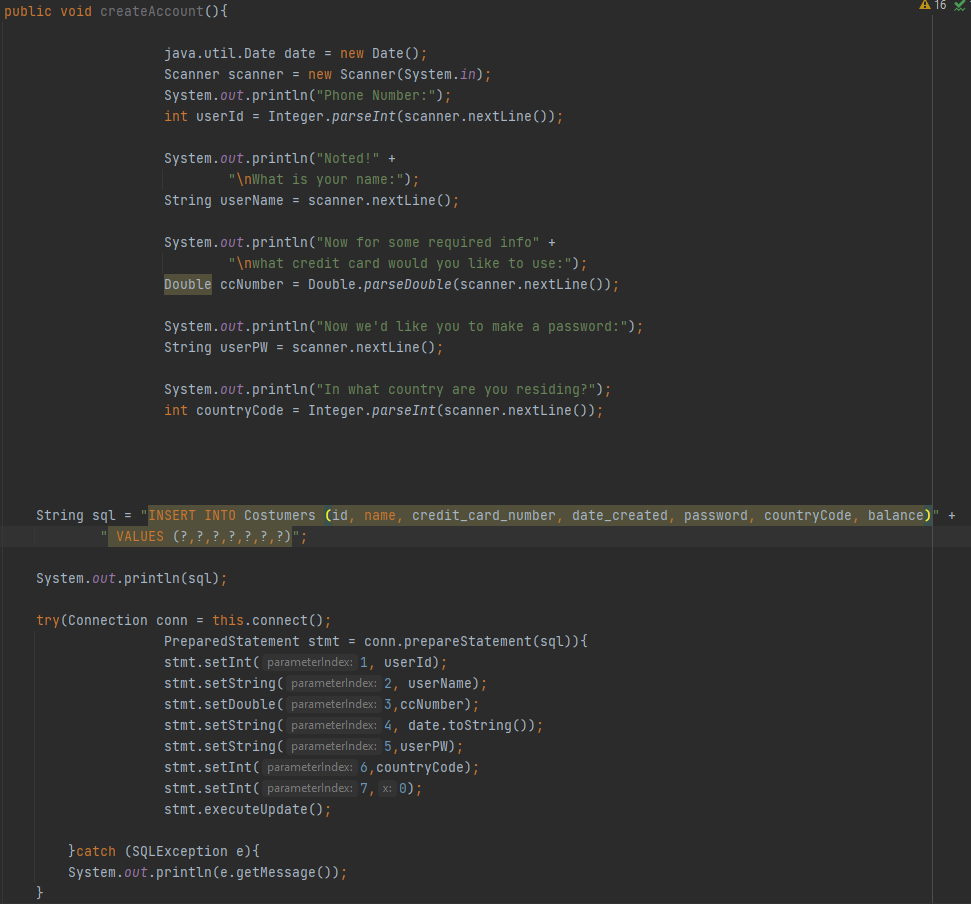 public void createAccount(){
16
java.util.Date date = new Date();
Scanner scanner = new Scanner(System.in);
System.out.println("Phone Number:");
int userId = Integer.parseInt(scanner.nextLine());
System.out.println("Noted!" +
"\nWhat is your name:");
String userName = scanner.nextLine();
System.out.println("Now for some required info" +
"\nwhat credit card would you like to use:");
Double ccNumber = Double.parseDouble(scanner.nextLine());
System.out.println("Now we'd like you to make a password:");
String userPW = scanner.nextLine();
System.out.println("In what country are you residing?");
int countryCode = Integer.parseInt(scanner.nextLine());
String sql = "INSERT INTO Costumers (id, name, credit_card_number, date_created, password, countryCode, balance)" +
" VALUES (?,?,?,?,?,?,?)";
System.out.println(sql);
try(Connection conn = this.connect();
PreparedStatement stmt = conn.prepareStatement(sql)){
stmt.setInt( parameterIndex: 1, userId);
stmt.setString( parameterIndex: 2, userName);
stmt.setDouble( parameterIndex: 3,ccNumber);
stmt.setString( parameterIndex: 4, date.toString());
stmt.setString( parameterIndex: 5,userPW);
stmt.setInt( parameterIndex: 6,countryCode);
stmt.setInt( parameterIndex: 7, x: 0);
stmt.executeUpdate();
}catch (SQLException e){
System.out.println(e.getMessage());
}